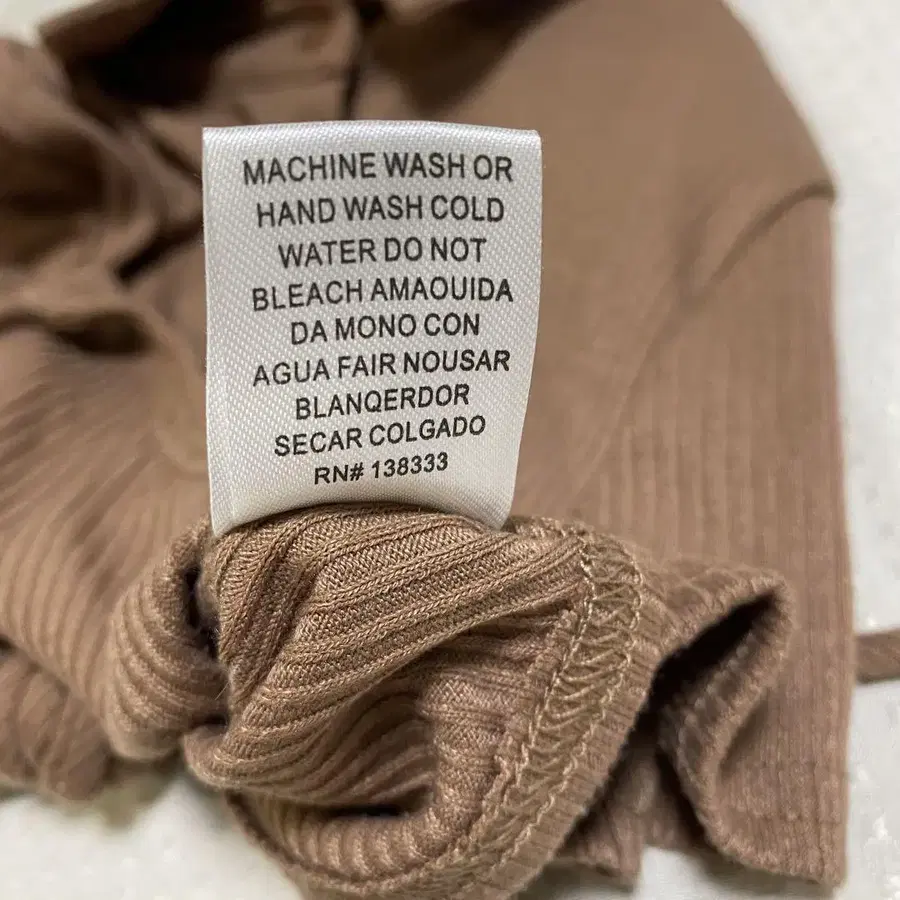 MACHINE WASH OR
HAND WASH COLD
WATER DO NOT
BLEACH AMAOUIDA
DA MONO CON
AGUA FAIR NOUSAR
BLANQERDOR
SECAR COLGADO
RN# 138333